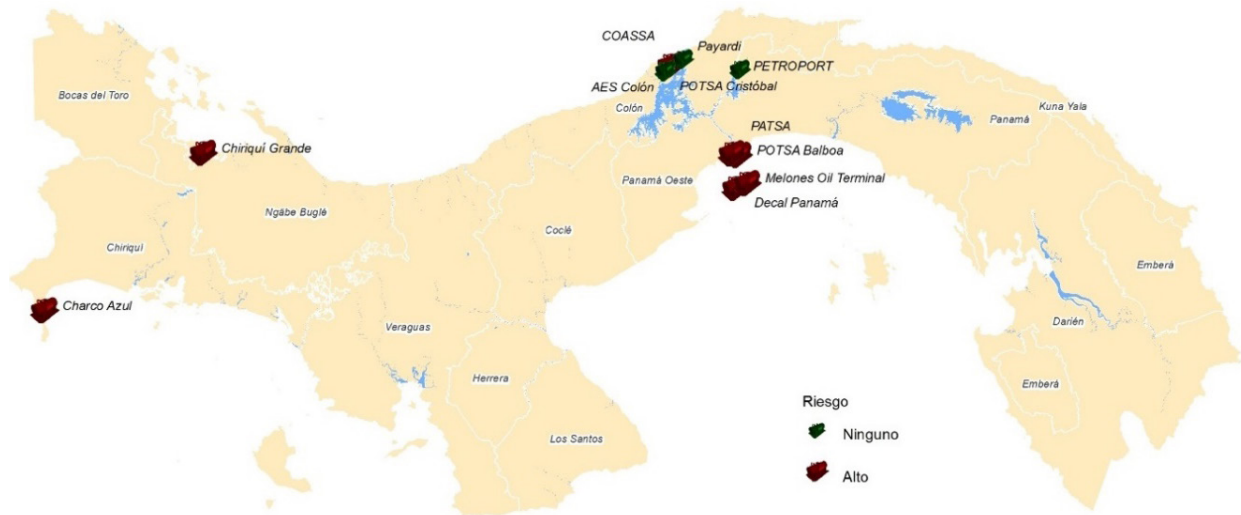 COASSA
Payardi
PETROPORT
AES Colón
POTSA Cristóbal
Bocas del Toro
Colón
Kuna Yala
Panamá
PATSA
Chiriquí Grande
POTSA Balboa
Panamá Oeste
Melones Oil Terminal
Decal Panamá
Ngäbe Buglé
Coclé
Chiriquí
Emberá
Charco Azul
Veraguas
Darién
Herrera
Emberá
Los Santos
Riesgo
Ninguno
Alto